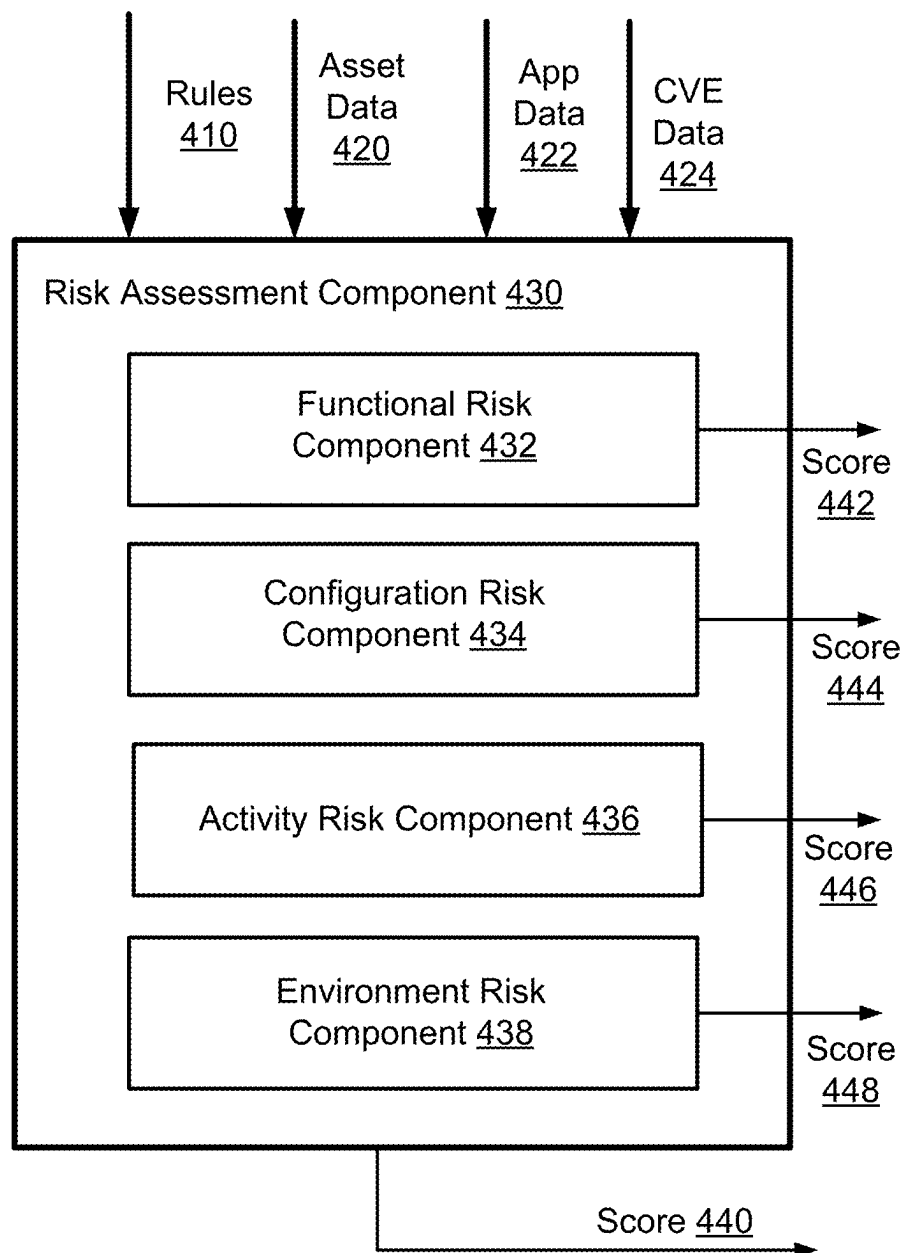 Rules
410
Asset
Data
420
App
Data
422
CVE
Data
424
Risk Assessment Component 430
Functional Risk
Component 432
Score
442
Configuration Risk
Component 434
Score
444
Activity Risk Component 436
Score
446
Environment Risk
Component 438
Score
448
Score 440